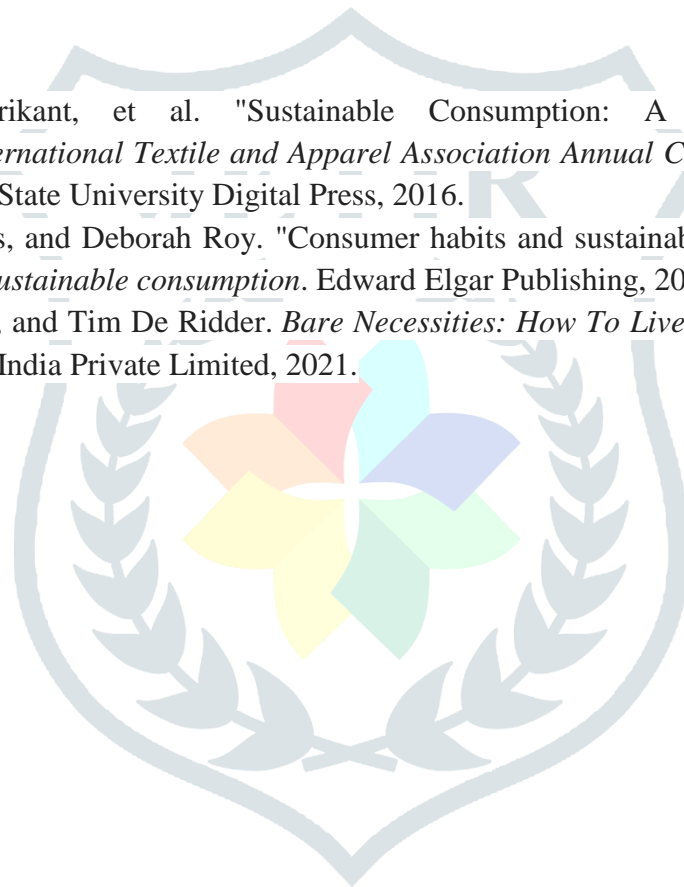 rikant, et al. "Sustainable Consumption: A
ernational Textile and Apparel Association Annual C
State University Digital Press, 2016.
s, and Deborah Roy. "Consumer habits and sustainab
ustainable consumption. Edward Elgar Publishing, 20
, and Tim De Ridder. Bare Necessities: How To Live
India Private Limited, 2021.